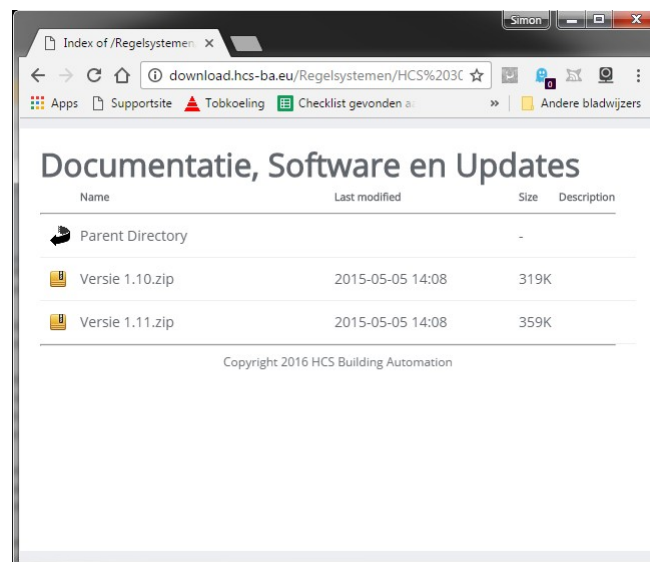 Simon
Index of /Regelsystemen
download.hcs-ba.eu/Regelsystemen/HCS%203
0
Apps Supportsite Tobkoeling Checklist gevonden » Andere bladwijzers
Documentatie, Software en Updates
Name Last modified Size Description
Parent Directory -
Versie 1.10.zip 2015-05-05 14:08 319K
Versie 1.11.zip 2015-05-05 14:08 359K
Copyright 2016 HCS Building Automation